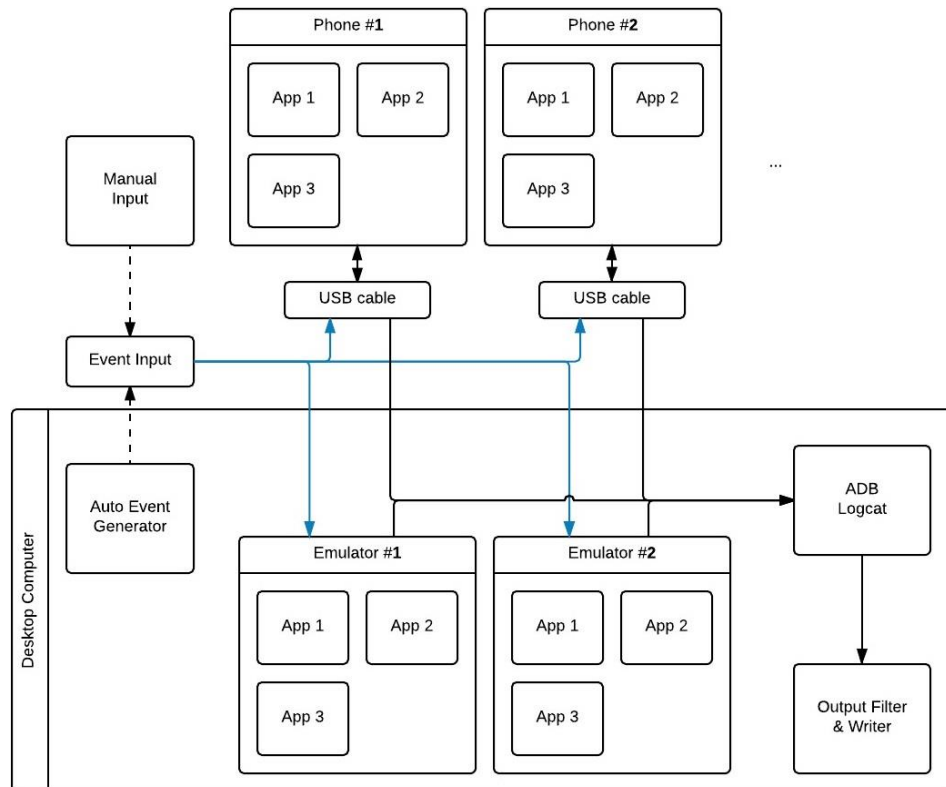 Phone #1
Phone #2
App 1
App 2
App 1
App 2
App 3
App 3
...
Manual
Input
USB cable
USB cable
Event Input
Desktop Computer
Auto Event
Generator
ADB
Logcat
Emulator #1
Emulator #2
App 1
App 2
App 1
App 2
App 3
App 3
Output Filter
& Writer